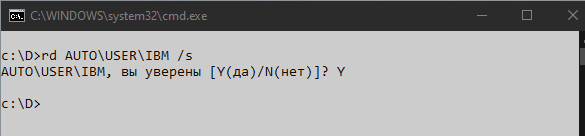 C:\WINDOWS\system32\cmd.exe
c:\D>rd AUTO\USER\IBM /s
AUTO\USER\IBM, вы уверены [Y(да)/N(нет)]? Y
c:\D>